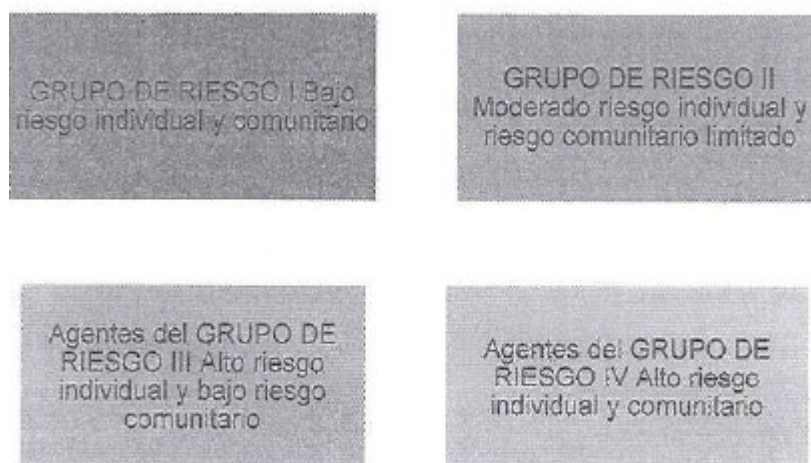 GRUPO DE RIESGO I Bajo
riesgo individual y comunitario
GRUPO DE RIESGO II
Moderado riesgo individual y
riesgo comunitario limitado
Agentes del GRUPO DE
RIESGO III Alto riesgo
individual y bajo riesgo
comunitario
Agentes del GRUPO DE
RIESGO IV Alto riesgo
individual y comunitario